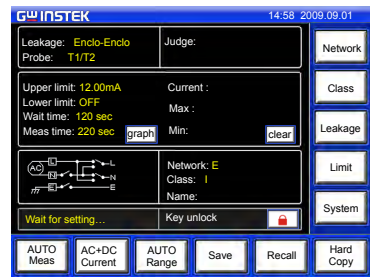 GW INSTEK 14:58 2009.09.01
Leakage: Enclo-Enclo
Probe: T1/T2
Judge:
Upper limit: 12.00mA
Lower limit: OFF
Wait time: 120 sec
Meas time: 220 sec graph
Current :
Max :
Min: clear
AC L L
N N
E E
Network: E
Class: I
Name:
Wait for setting...
Key unlock
Network
Class
Leakage
Limit
System
AUTO Meas
AC+DC Current
AUTO Range
Save
Recall
Hard Copy